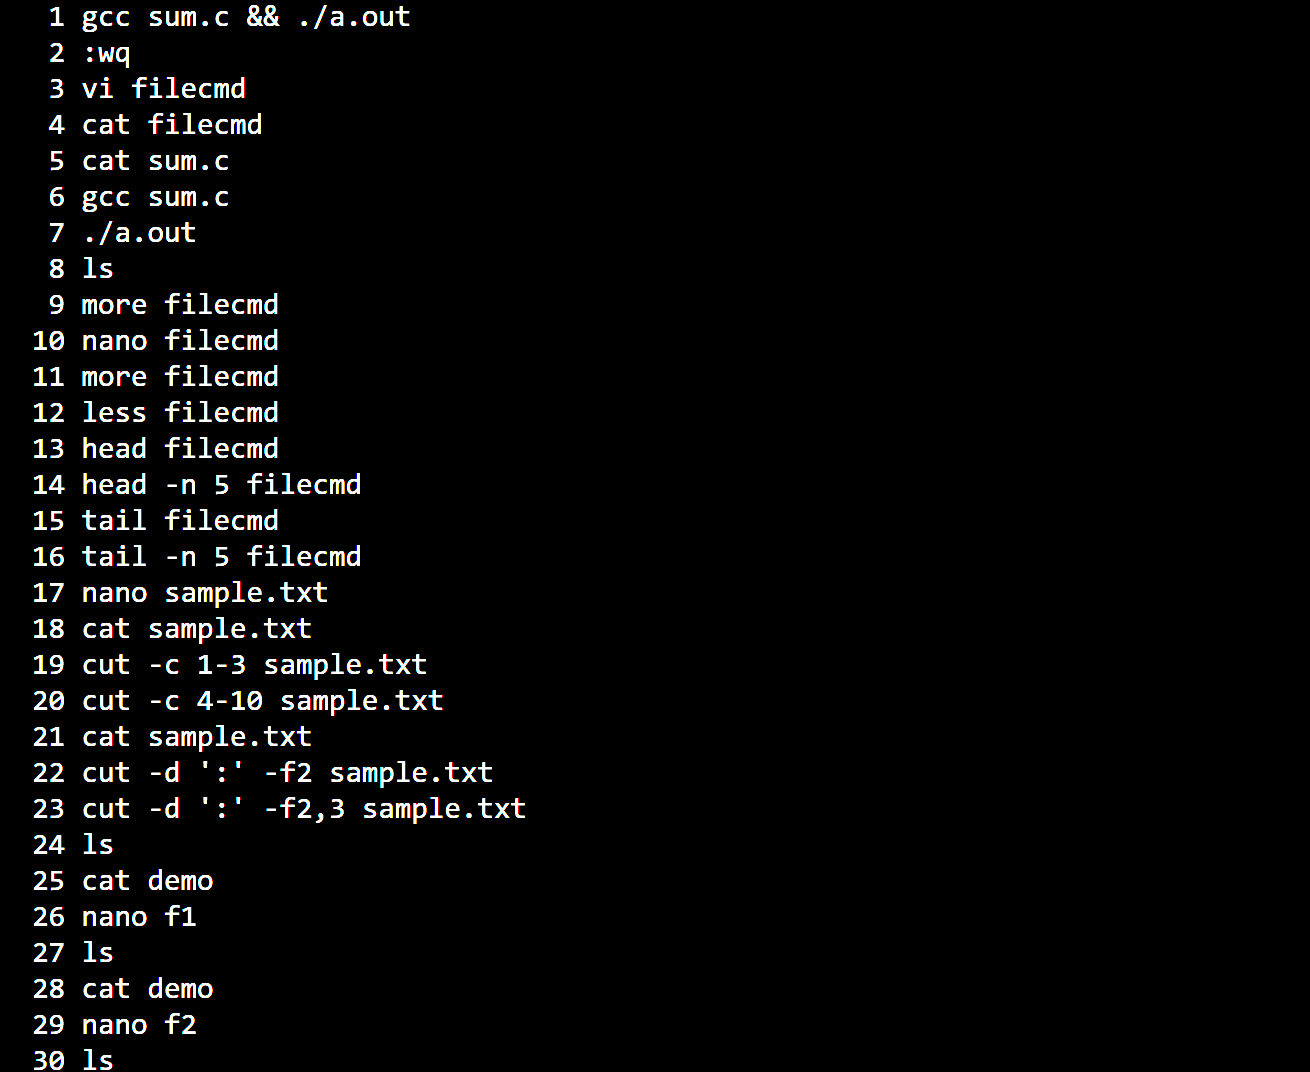 1 gcc sum.c && ./a.out
2 :wq
3 vi filecmd
4 cat filecmd
5 cat sum.c
6 gcc sum.c
7 ./a.out
8 ls
9 more filecmd
10 nano filecmd
11 more filecmd
12 less filecmd
13 head filecmd
14 head -n 5 filecmd
15 tail filecmd
16 tail -n 5 filecmd
17 nano sample.txt
18 cat sample.txt
19 cut -c 1-3 sample.txt
20 cut -c 4-10 sample.txt
21 cat sample.txt
22 cut -d ':' -f2 sample.txt
23 cut -d ':' -f2,3 sample.txt
24 ls
25 cat demo
26 nano f1
27 ls
28 cat demo
29 nano f2
30 ls